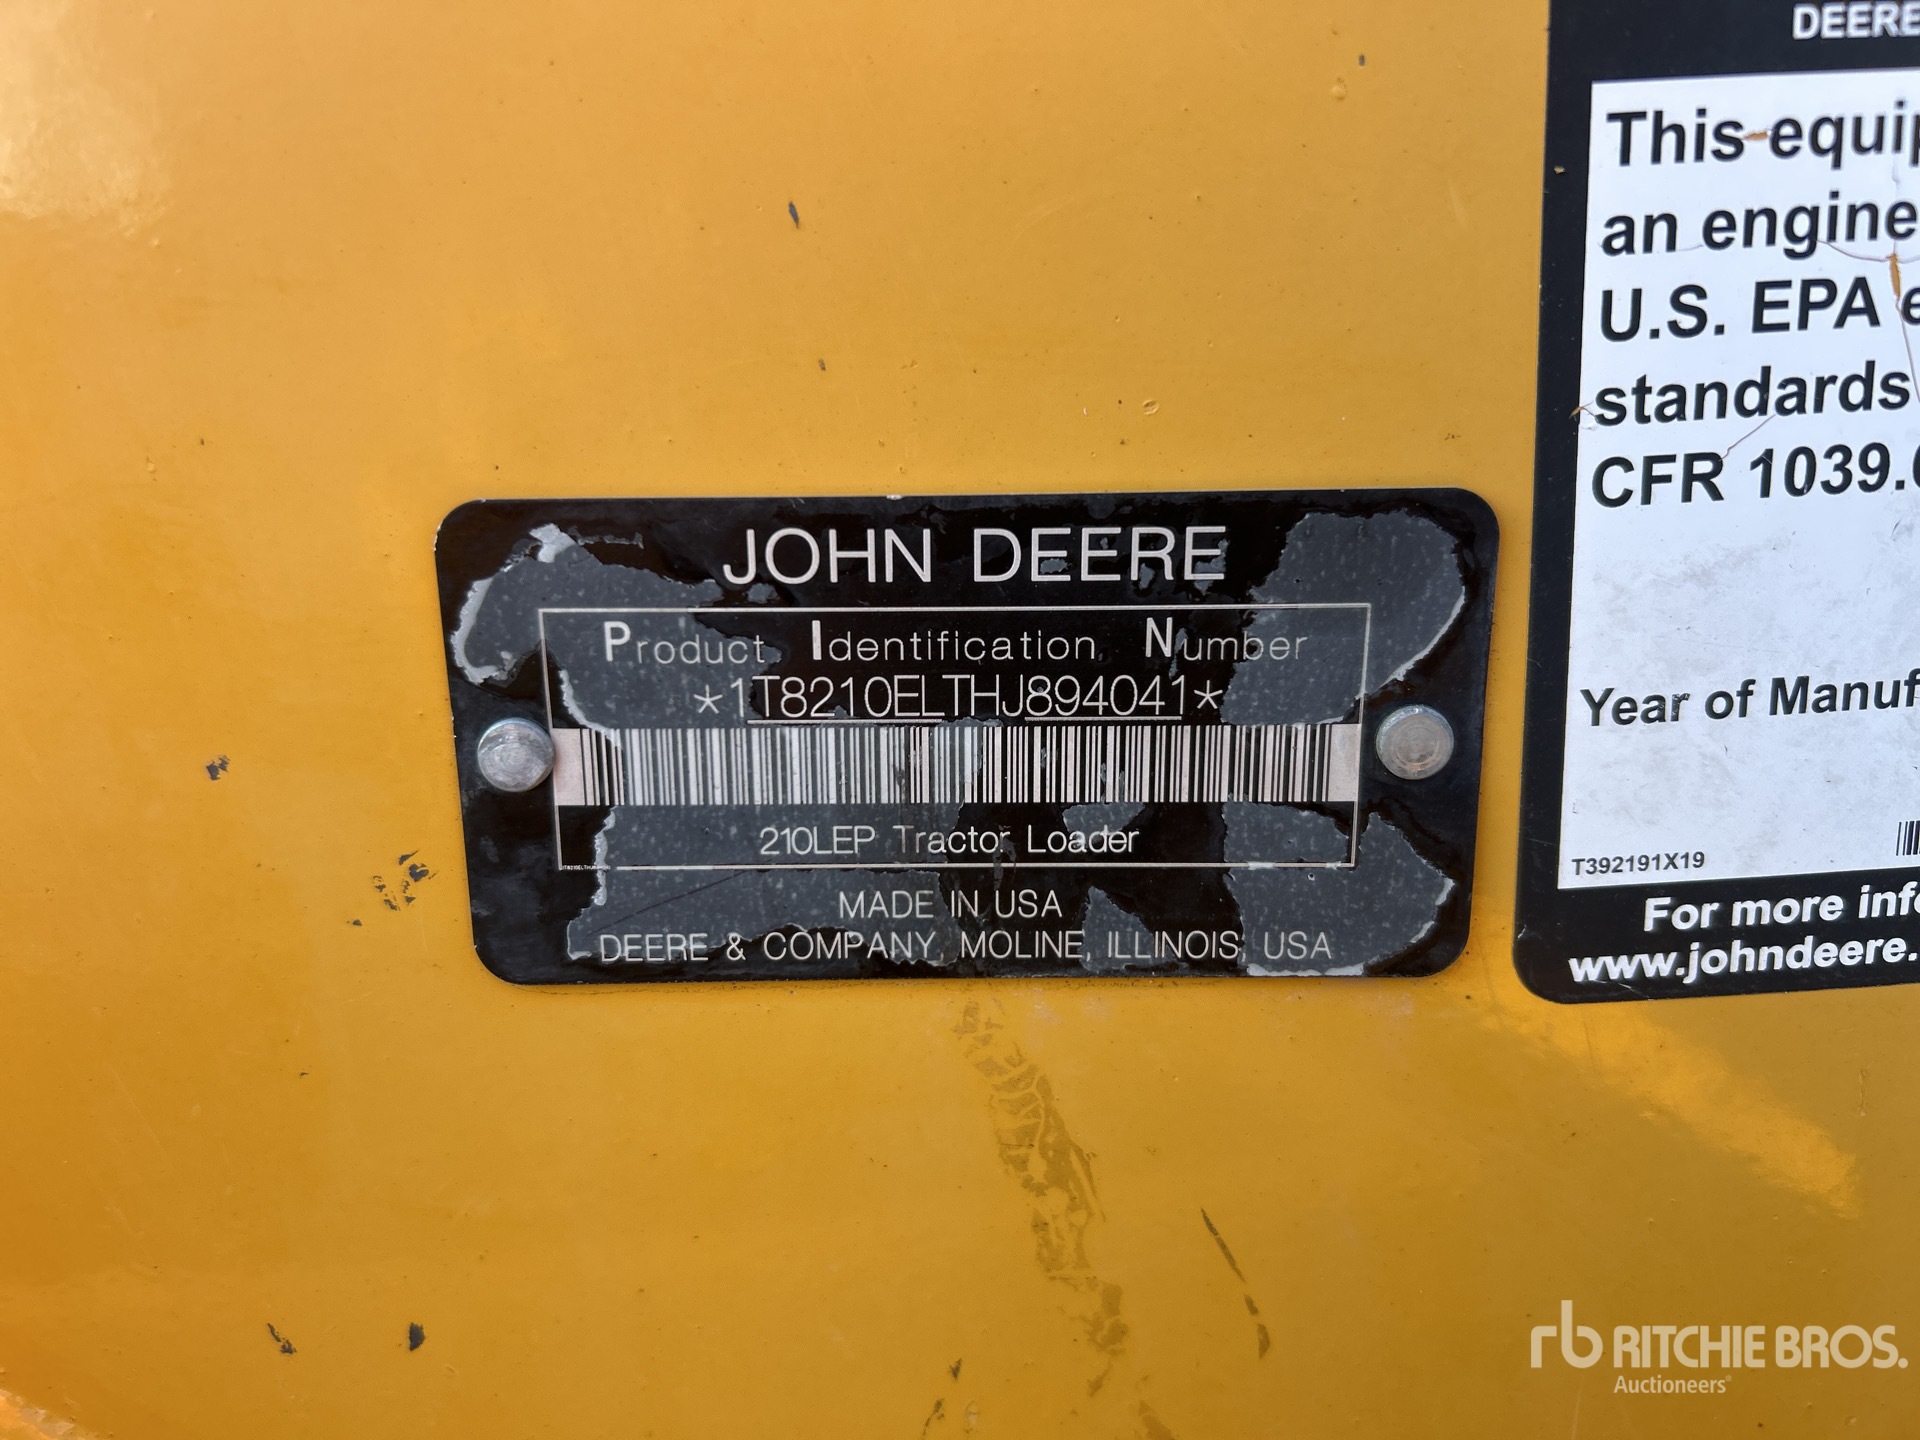 JOHN DEERE
Product Identification Number
*1T8210ELTHJ894041*
210LEP Tractor Loader
MADE IN USA
DEERE & COMPANY, MOLINE, ILLINOIS, USA
DEERE
This equip
an engine
U.S. EPA e
standards
CFR 1039.
Year of Manuf
T392191X19
For more info
www.johndeere.
rb RITCHIE BROS.
Auctioneers